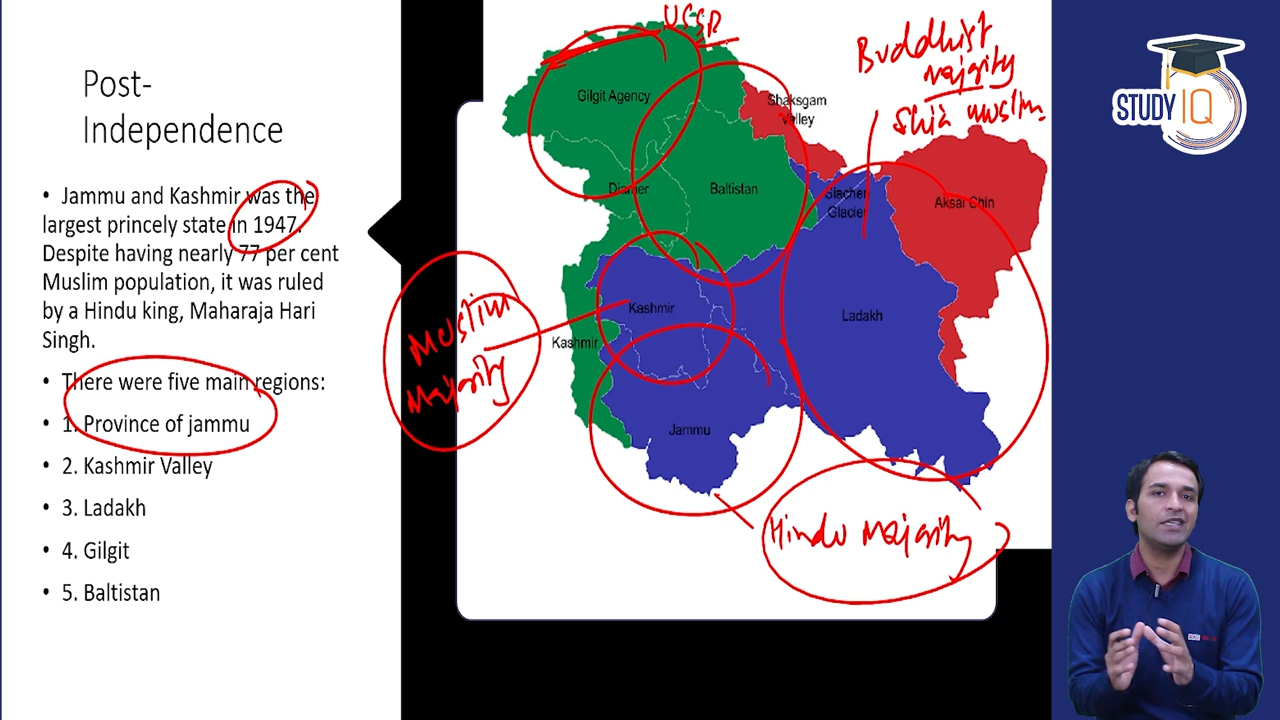 Post-
Independence
• Jammu and Kashmir was the
largest princely state in 1947.
Despite having nearly 77 per cent
Muslim population, it was ruled
by a Hindu king, Maharaja Hari
Singh.
• There were five main regions:
• 1. Province of jammu
• 2. Kashmir Valley
• 3. Ladakh
• 4. Gilgit
• 5. Baltistan
USSR
Gilgit Agency
Diamer
Baltistan
Shaksgam
Valley
Siachen
Glacier
Aksai Chin
Kashmir
Kashmir
Ladakh
Jammu
Buddhist
majority
Shia muslim
Muslim
Majority
Hindu Majority
STUDY IQ